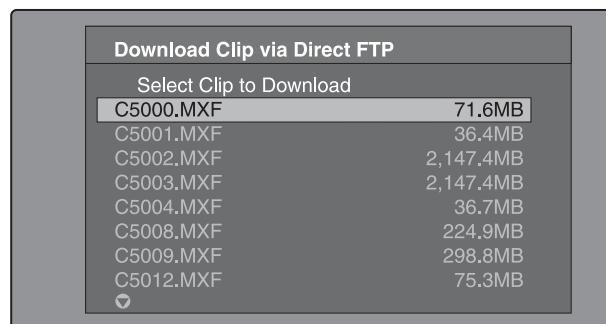 Download Clip via Direct FTP
Select Clip to Download
C5000.MXF 71.6MB
C5001.MXF 36.4MB
C5002.MXF 2,147.4MB
C5003.MXF 2,147.4MB
C5004.MXF 36.7MB
C5008.MXF 224.9MB
C5009.MXF 298.8MB
C5012.MXF 75.3MB